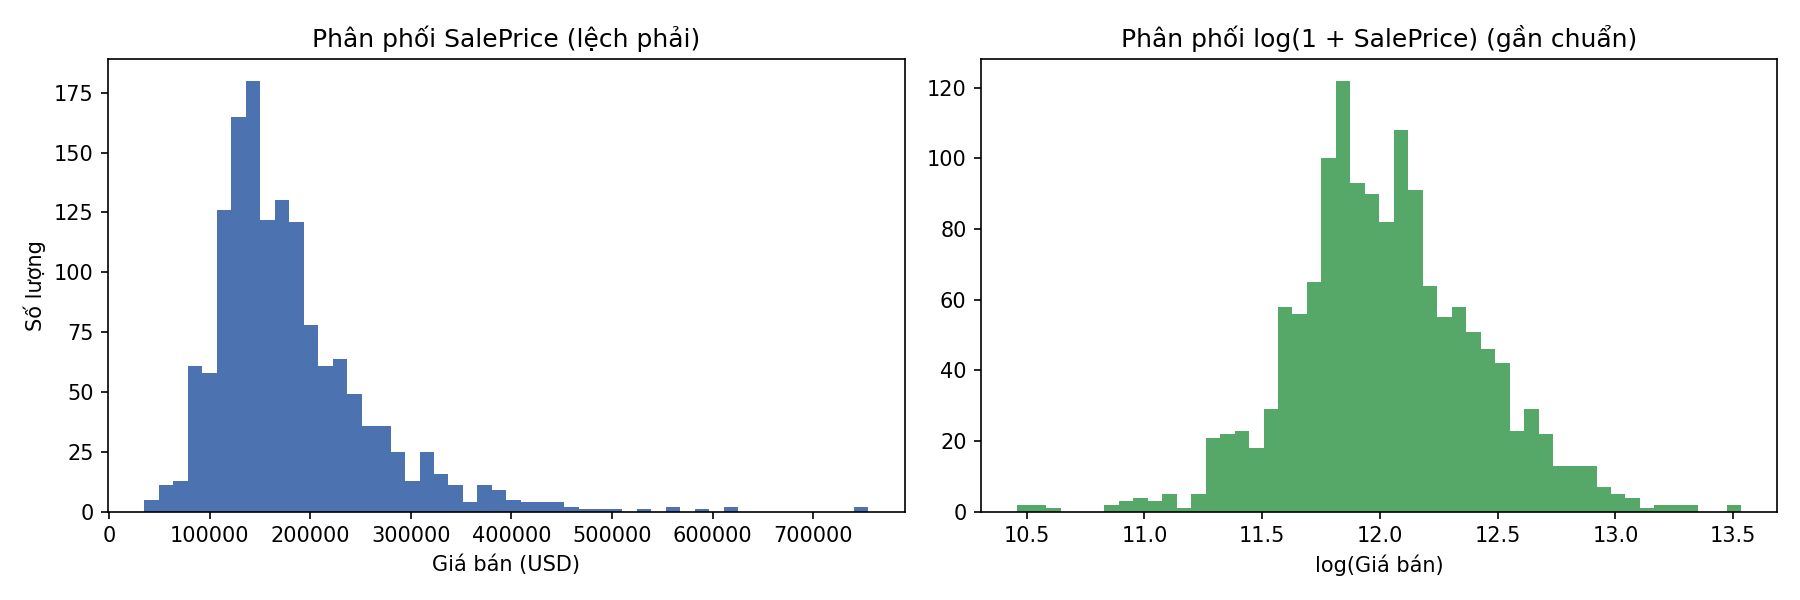 Phân phối SalePrice (lệch phải)
Số lượng
175
150
125
100
75
50
25
0
0 100000 200000 300000 400000 500000 600000 700000
Giá bán (USD)
Phân phối log(1 + SalePrice) (gần chuẩn)
120
100
80
60
40
20
0
10.5 11.0 11.5 12.0 12.5 13.0 13.5
log(Giá bán)